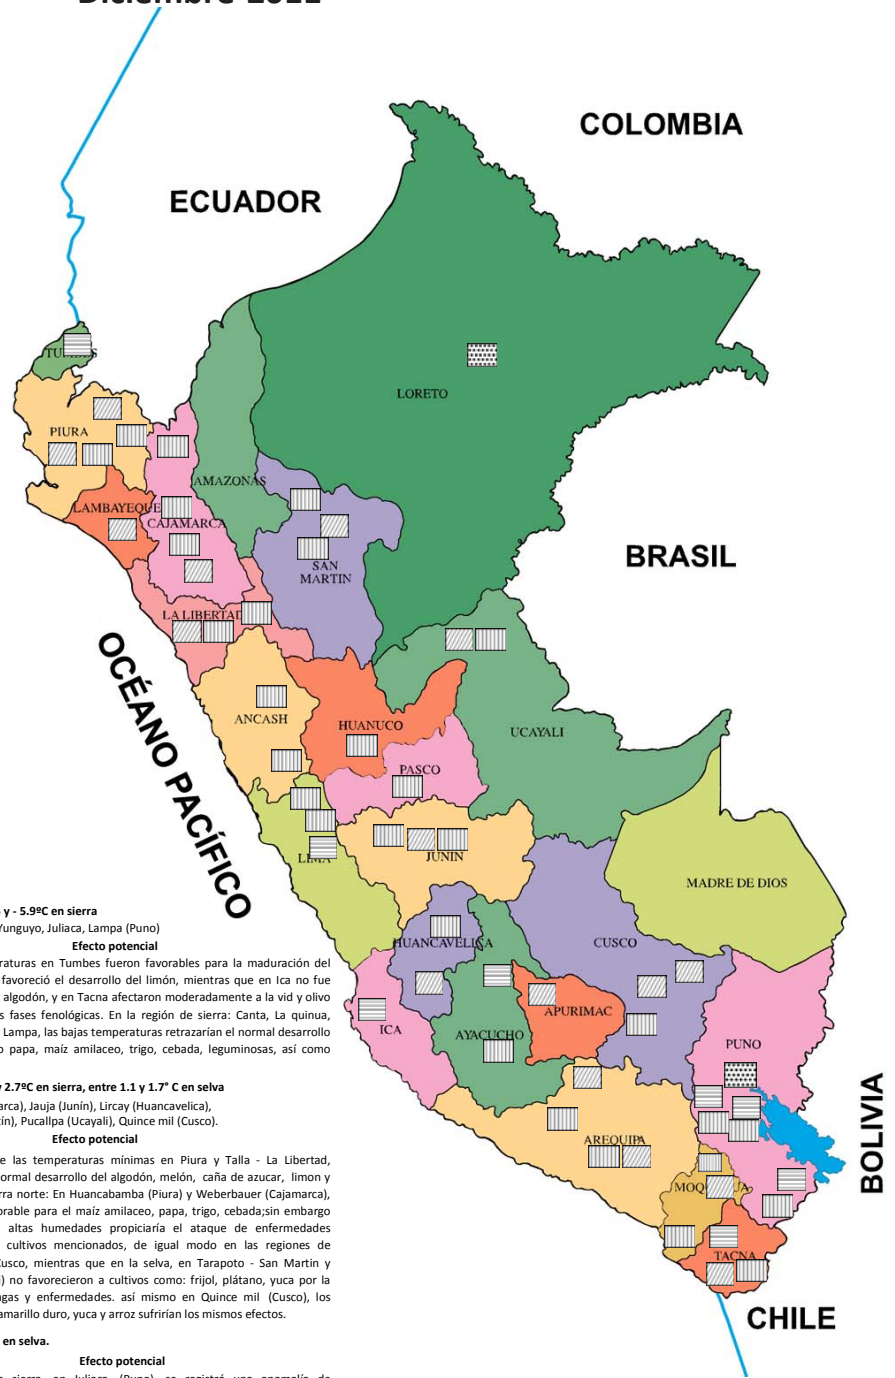 Diciembre 2011
COLOMBIA
ECUADOR
LORETO
PIURA
AMAZONAS
LAMBAYEQUE
CAJAMARCA
BRASIL
SAN
MARTIN
LA LIBERTAD
OCÉANO PACÍFICO
ANCASH
HUANUCO
UCAYALI
PASCO
JUNIN
LIMA
MADRE DE DIOS
HUANCAVELICA
CUSCO
ICA
APURIMAC
AYACUCHO
PUNO
AREQUIPA
TACNA
BOLIVIA
CHILE
y - 5.9ºC en sierra
Yunguyo, Juliaca, Lampa (Puno)
Efecto potencial
raturas en Tumbes fueron favorables para la maduración del
favoreció el desarrollo del limón, mientras que en Ica no fue
algodón, y en Tacna afectaron moderadamente a la vid y olivo
s fases fenológicas. En la región de sierra: Canta, La quinua,
Lampa, las bajas temperaturas retrazarían el normal desarrollo
o papa, maíz amilaceo, trigo, cebada, leguminosas, así como
y 2.7ºC en sierra, entre 1.1 y 1.7° C en selva
arca), Jauja (Junín), Lircay (Huancavelica),
tín), Pucallpa (Ucayali), Quince mil (Cusco).
Efecto potencial
e las temperaturas mínimas en Piura y Talla - La Libertad,
ormal desarrollo del algodón, melón, caña de azucar, limon y
rra norte: En Huancabamba (Piura) y Weberbauer (Cajamarca),
orable para el maíz amilaceo, papa, trigo, cebada;sin embargo
altas humedades propiciaría el ataque de enfermedades
cultivos mencionados, de igual modo en las regiones de
Cusco, mientras que en la selva, en Tarapoto - San Martin y
i) no favorecieron a cultivos como: frijol, plátano, yuca por la
agas y enfermedades. así mismo en Quince mil (Cusco), los
amarillo duro, yuca y arroz sufrirían los mismos efectos.
en selva.
Efecto potencial